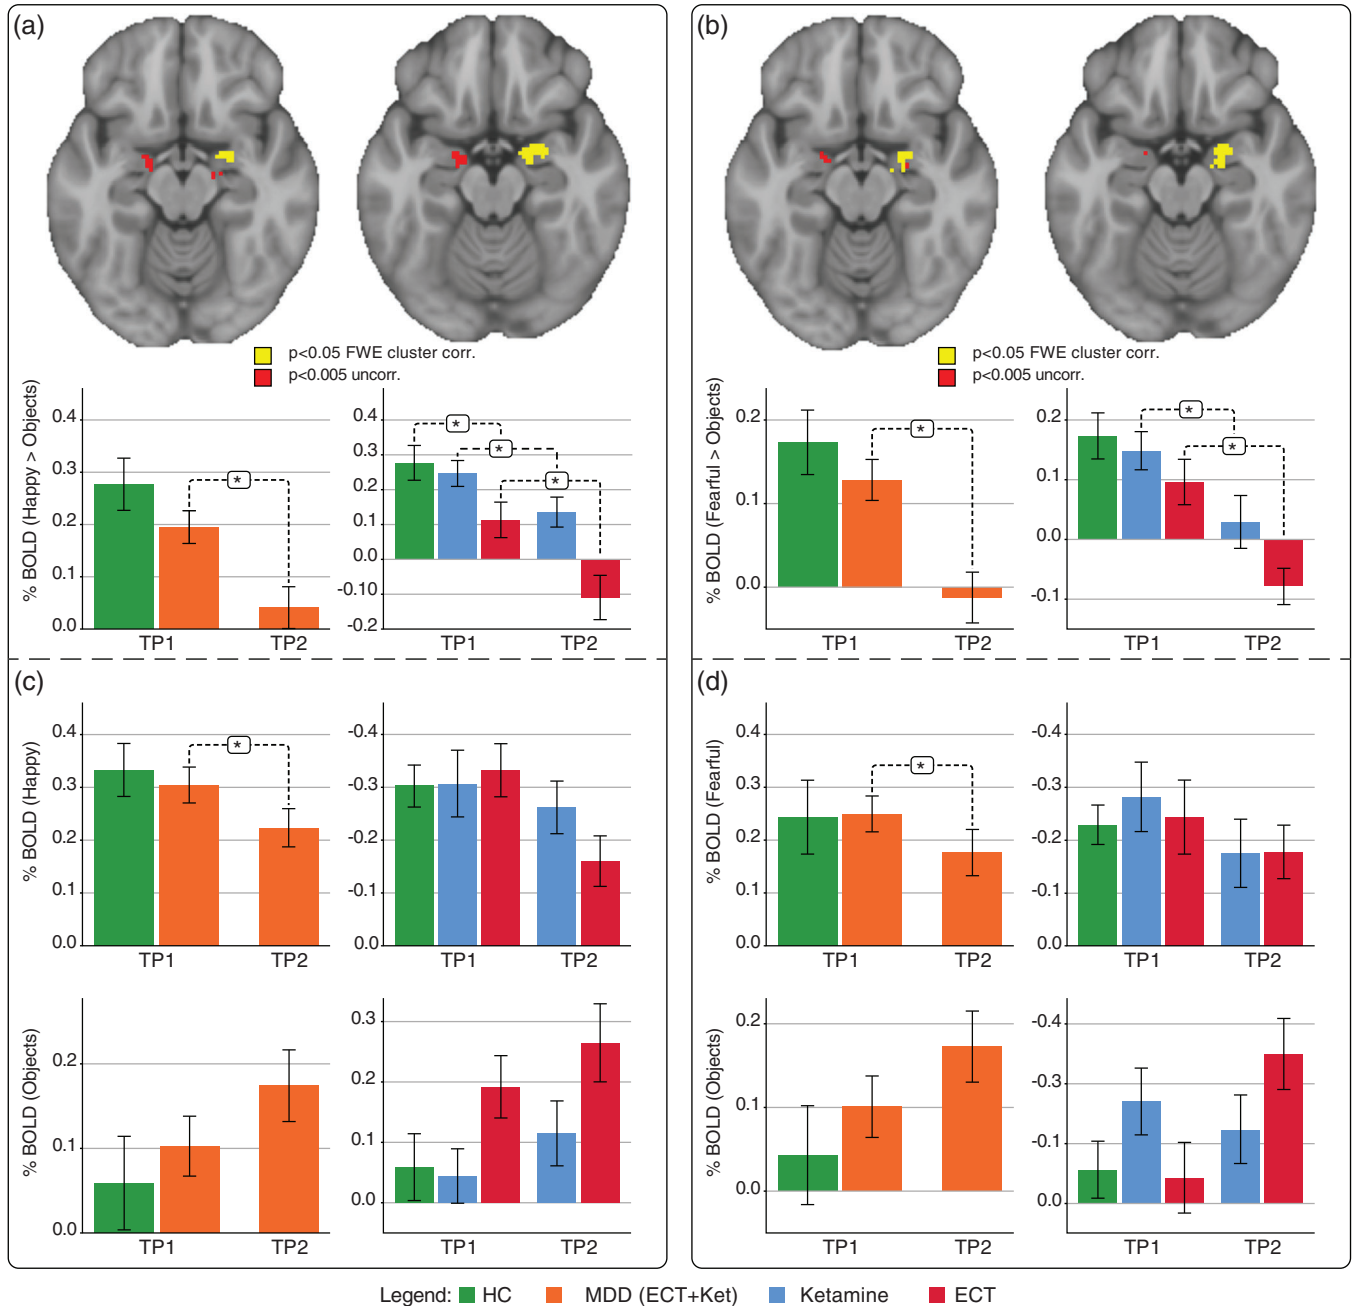 (a)
p<0.05 FWE cluster corr.
p<0.005 uncorr.
% BOLD (Happy > Objects)
0.4
0.3
0.2
0.1
0.0
*
TP1 TP2
0.4
0.3
0.2
0.1
0.0
-0.10
-0.2
*
*
*
TP1 TP2
(b)
p<0.05 FWE cluster corr.
p<0.005 uncorr.
% BOLD (Fearful > Objects)
0.2
0.1
0.0
*
TP1 TP2
0.2
0.1
0.0
-0.1
*
*
TP1 TP2
(c)
% BOLD (Happy)
0.4
0.3
0.2
0.1
0.0
*
TP1 TP2
-0.4
-0.3
-0.2
-0.1
0.0
TP1 TP2
% BOLD (Objects)
0.2
0.1
0.0
TP1 TP2
0.3
0.2
0.1
0.0
TP1 TP2
(d)
% BOLD (Fearful)
0.4
0.3
0.2
0.1
0.0
*
TP1 TP2
-0.4
-0.3
-0.2
-0.1
0.0
TP1 TP2
% BOLD (Objects)
0.2
0.1
0.0
TP1 TP2
-0.4
-0.3
-0.1
0.0
TP1 TP2
Legend: HC MDD (ECT+Ket) Ketamine ECT